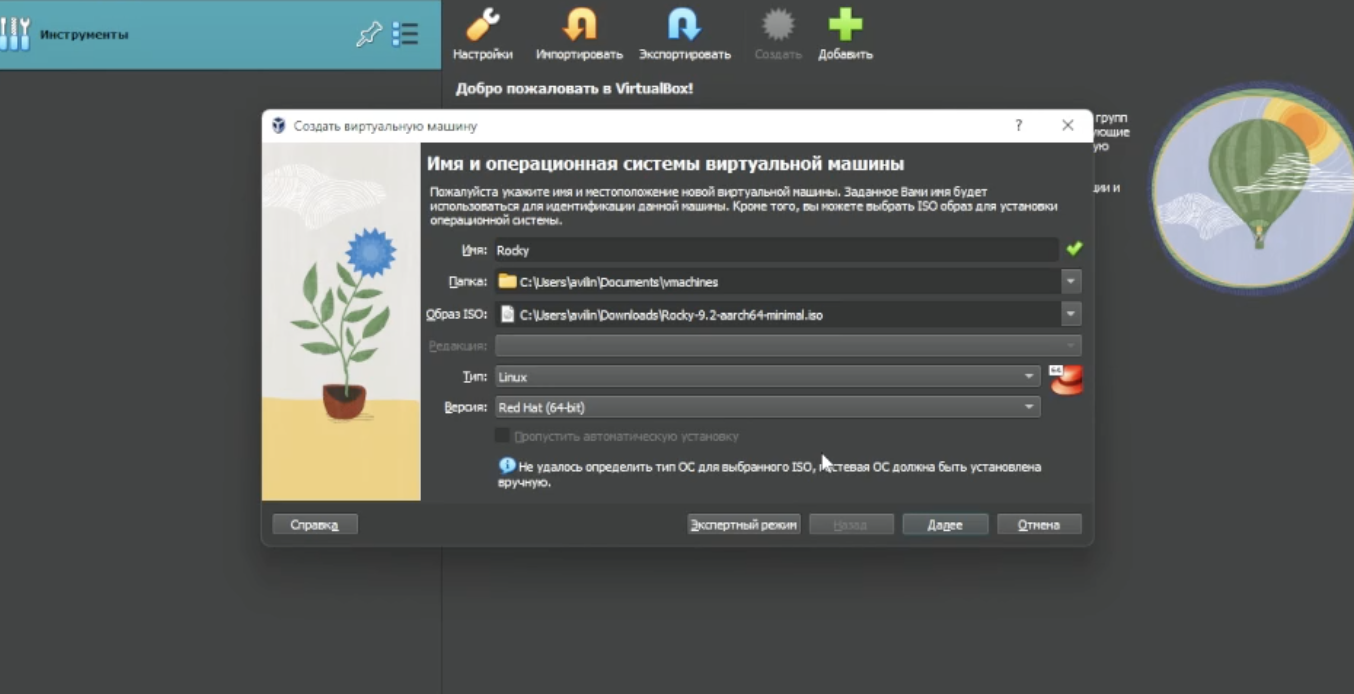 Инструменты
Настройки
Импортировать
Экспортировать
Создать
Добавить
Добро пожаловать в VirtualBox!
групп
ующие
ую
ции и
Создать виртуальную машину
?
Имя и операционная системы виртуальной машины
Пожалуйста укажите имя и местоположение новой виртуальной машины. Заданное Вами имя будет
использоваться для идентификации данной машины. Кроме того, вы можете выбрать ISO образ для установки
операционной системы.
Имя: Rocky
Папка: C:\Users\avilin\Documents\vmachines
Образ ISO: C:\Users\avilin\Downloads\Rocky-9.2-aarch64-minimal.iso
Редакция:
Тип: Linux
64
Версия: Red Hat (64-bit)
Пропустить автоматическую установку
Не удалось определить тип ОС для выбранного ISO, гостевая ОС должна быть установлена
вручную.
Справка
Экспертный режим
Назад
Далее
Отмена